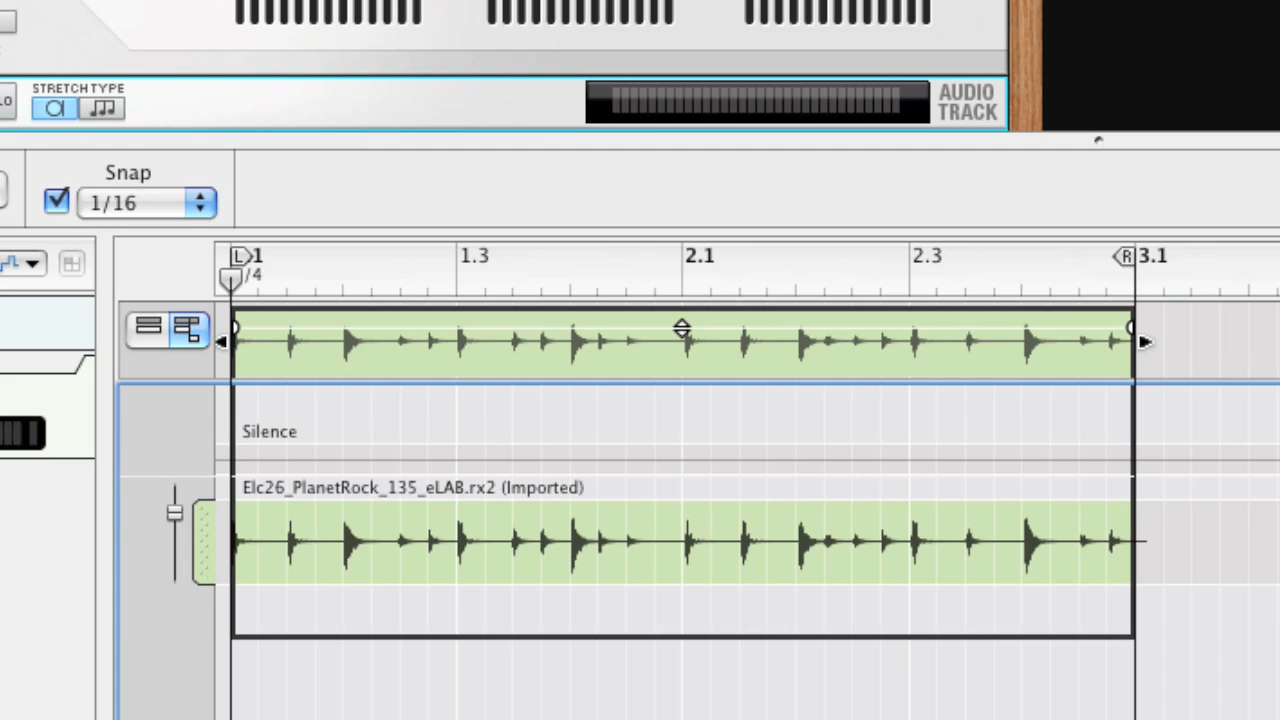 STRETCH TYPE
AUDIO
TRACK
Snap
1/16
L
1
1.3
2.1
2.3
R
3.1
/4
Silence
Elc26_PlanetRock_135_eLAB.rx2 (Imported)